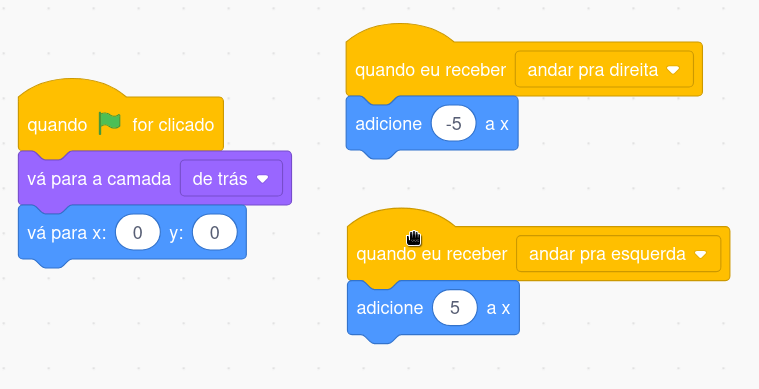 quando for clicado
vá para a camada de trás
vá para x: 0 y: 0
quando eu receber andar pra direita
adicione -5 a x
quando eu receber andar pra esquerda
adicione 5 a x